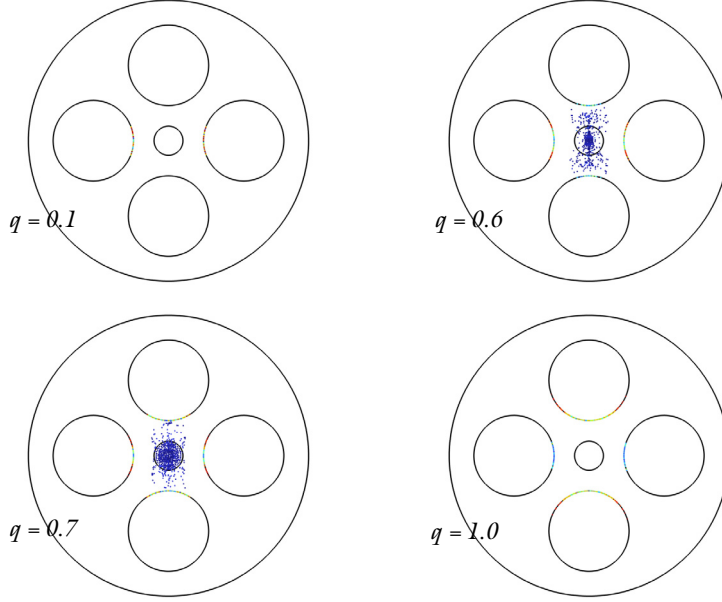 q = 0.1
q = 0.6
q = 0.7
q = 1.0